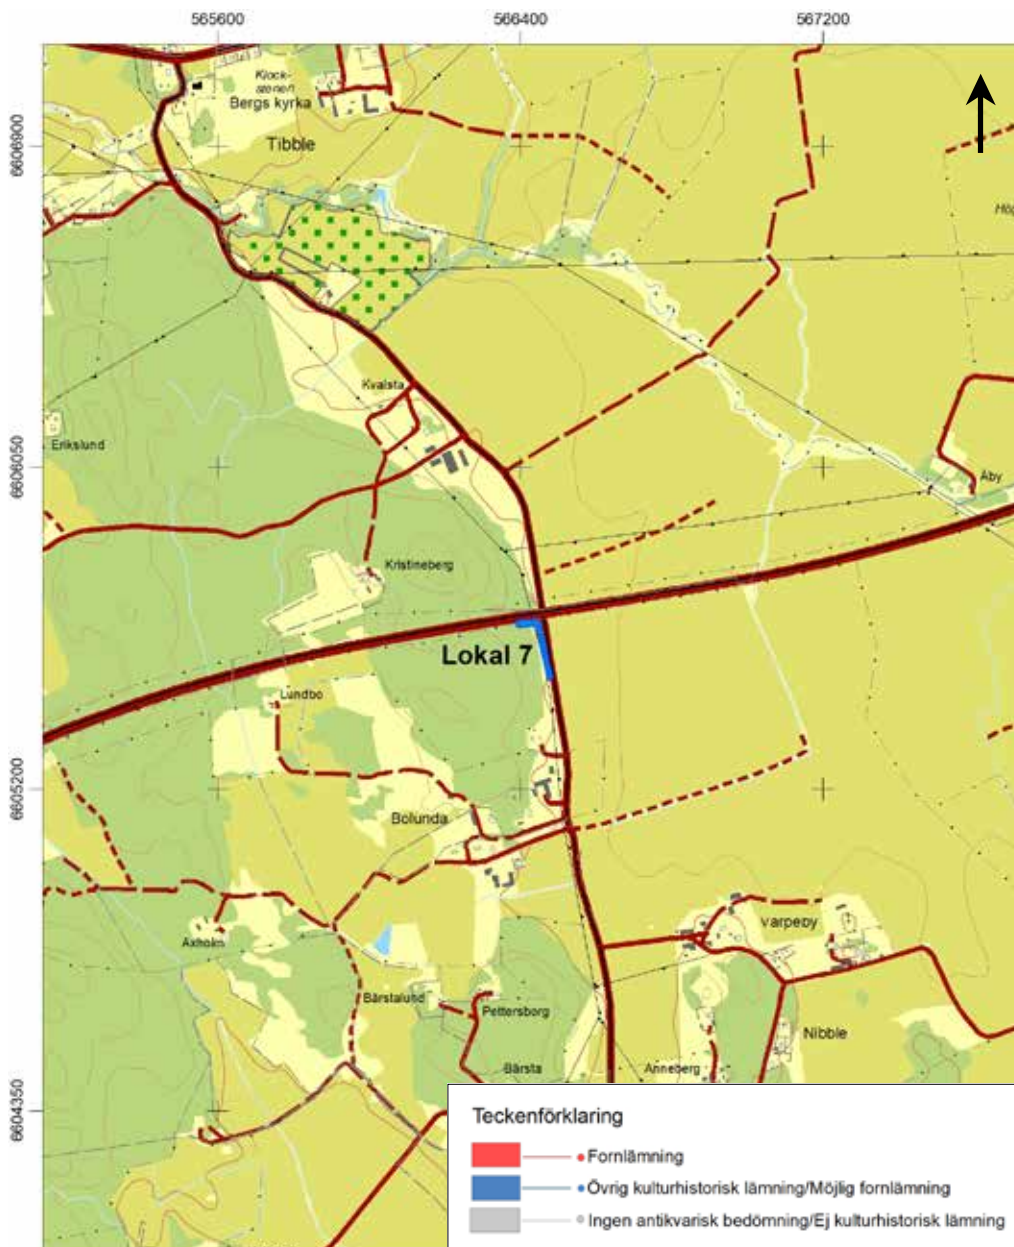 565600
566400
567200
6606900
6606050
6605200
6604350
Klock-
stenen
Bergs kyrka
Tibble
Hög
Kvalsta
Erikslund
Åby
Kristineberg
Lokal 7
Lundbo
Bolunda
Varpeby
Axholm
Bärstalund
Pettersborg
Nibble
Bärsta
Anneberg
Teckenförklaring
Fornlämning
Övrig kulturhistorisk lämning/Möjlig fornlämning
Ingen antikvarisk bedömning/Ej kulturhistorisk lämning